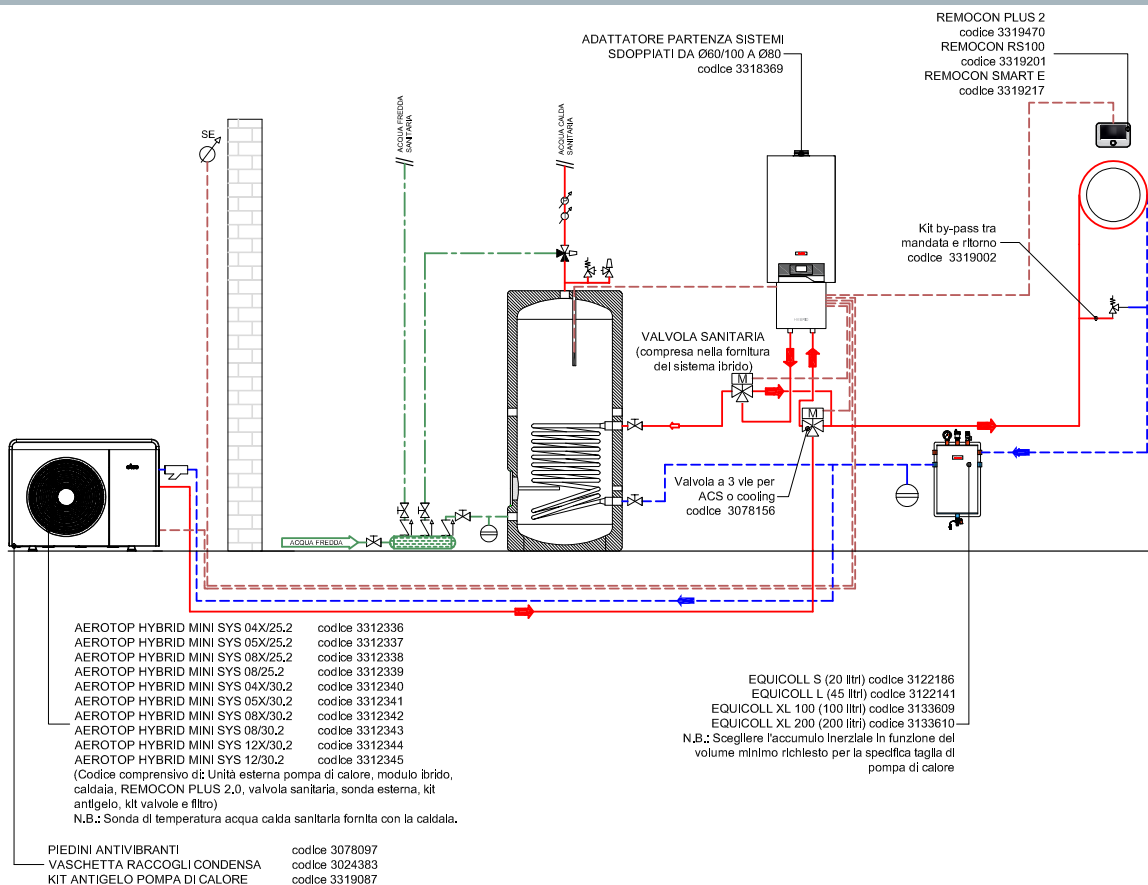 REMOCON PLUS 2
codice 3319470
REMOCON RS100
codice 3319201
REMOCON SMART E
codice 3319217
ADATTATORE PARTENZA SISTEMI
SDOPPIATI DA Ø60/100 A Ø80
codice 3318369
ACQUA FREDDA
SANITARIA
ACQUA CALDA
SANITARIA
SE
Kit by-pass tra
mandata e ritorno
codice 3319002
HYBRID
VALVOLA SANITARIA
(compresa nella fornitura
del sistema ibrido)
M
M
Valvola a 3 vie per
ACS o cooling
codice 3078156
ACQUA FREDDA
AEROTOP HYBRID MINI SYS 04X/25.2 codice 3312336
AEROTOP HYBRID MINI SYS 05X/25.2 codice 3312337
AEROTOP HYBRID MINI SYS 08X/25.2 codice 3312338
AEROTOP HYBRID MINI SYS 08/25.2 codice 3312339
AEROTOP HYBRID MINI SYS 04X/30.2 codice 3312340
AEROTOP HYBRID MINI SYS 05X/30.2 codice 3312341
AEROTOP HYBRID MINI SYS 08X/30.2 codice 3312342
AEROTOP HYBRID MINI SYS 08/30.2 codice 3312343
AEROTOP HYBRID MINI SYS 12X/30.2 codice 3312344
AEROTOP HYBRID MINI SYS 12/30.2 codice 3312345
(Codice comprensivo di: Unità esterna pompa di calore, modulo ibrido,
caldaia, REMOCON PLUS 2.0, valvola sanitaria, sonda esterna, kit
antigelo, kit valvole e filtro)
N.B.: Sonda di temperatura acqua calda sanitaria fornita con la caldaia.
EQUICOLL S (20 litri) codice 3122186
EQUICOLL L (45 litri) codice 3122141
EQUICOLL XL 100 (100 litri) codice 3133609
EQUICOLL XL 200 (200 litri) codice 3133610
N.B.: Scegliere l'accumulo inerziale in funzione del
volume minimo richiesto per la specifica taglia di
pompa di calore
PIEDINI ANTIVIBRANTI codice 3078097
VASCHETTA RACCOGLI CONDENSA codice 3024383
KIT ANTIGELO POMPA DI CALORE codice 3319087